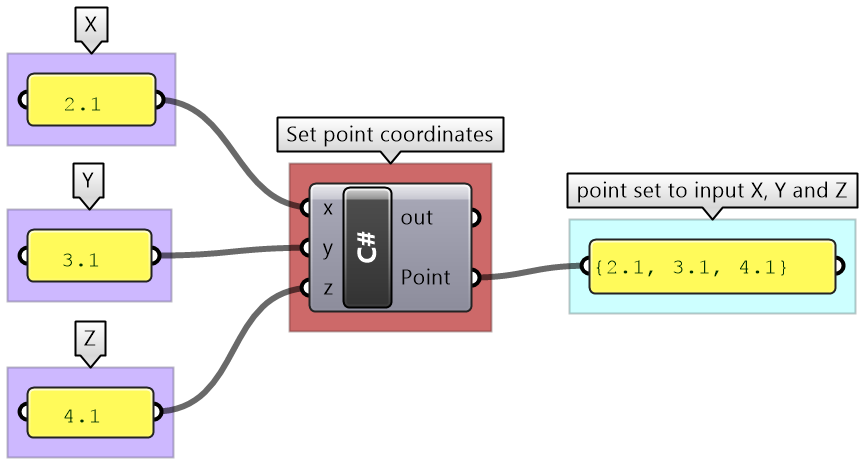 X
2.1
Y
3.1
Z
4.1
Set point coordinates
x
y
z
C#
out
Point
point set to input X, Y and Z
{2.1, 3.1, 4.1}